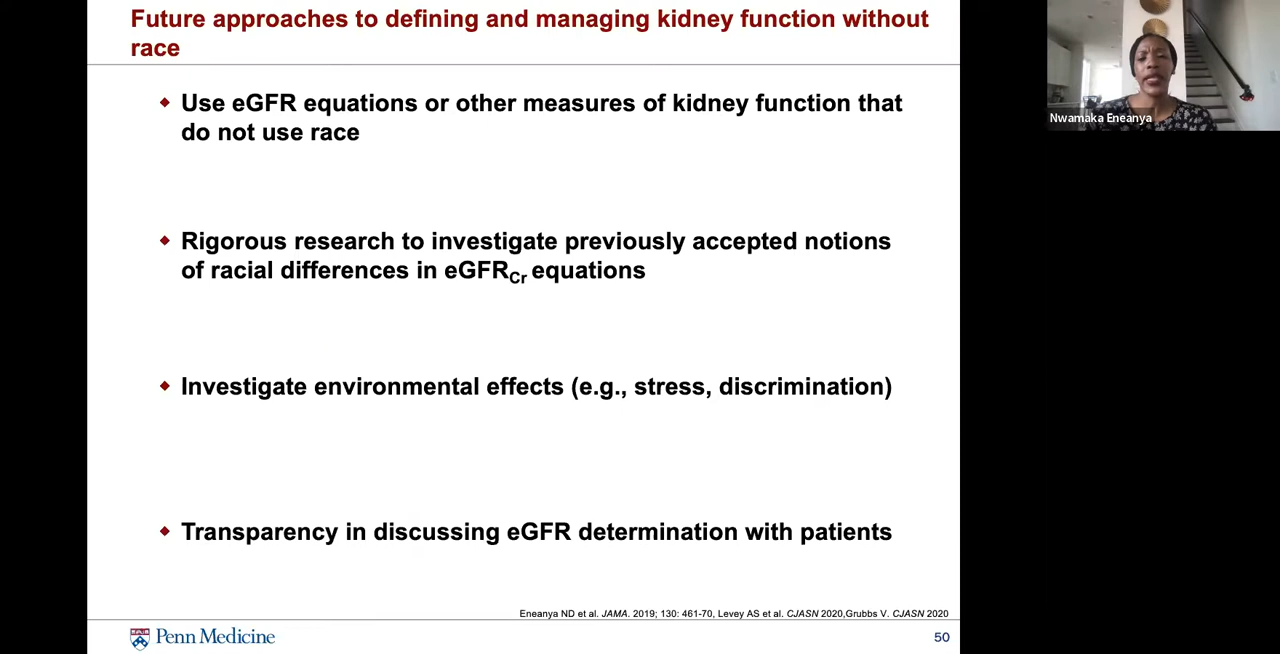 Future approaches to defining and managing kidney function without
race
Nwamaka Eneanya
Use eGFR equations or other measures of kidney function that
do not use race
Rigorous research to investigate previously accepted notions
of racial differences in eGFRCr equations
Investigate environmental effects (e.g., stress, discrimination)
Transparency in discussing eGFR determination with patients
Eneanya ND et al. JAMA. 2019; 130: 461-70, Levey AS et al. CJASN 2020,Grubbs V. CJASN 2020
Penn Medicine
50